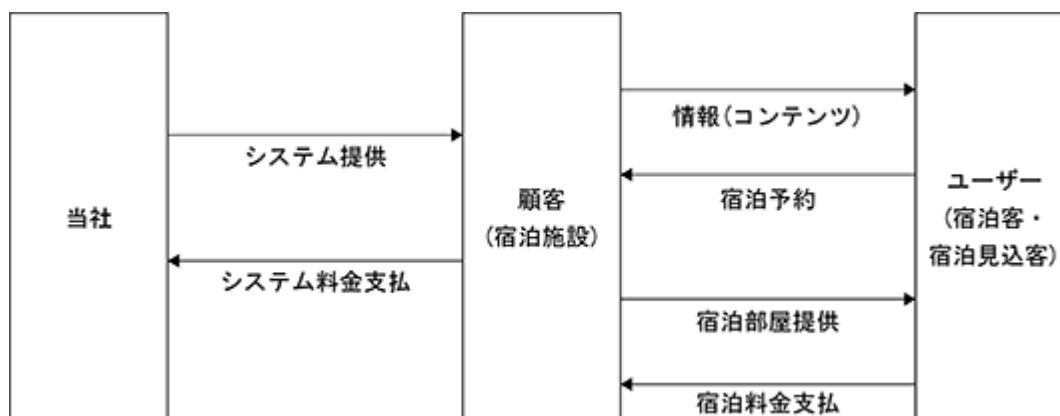 当社
システム提供
システム料金支払
顧客
(宿泊施設)
情報(コンテンツ)
宿泊予約
宿泊部屋提供
宿泊料金支払
ユーザー
(宿泊客・
宿泊見込客)